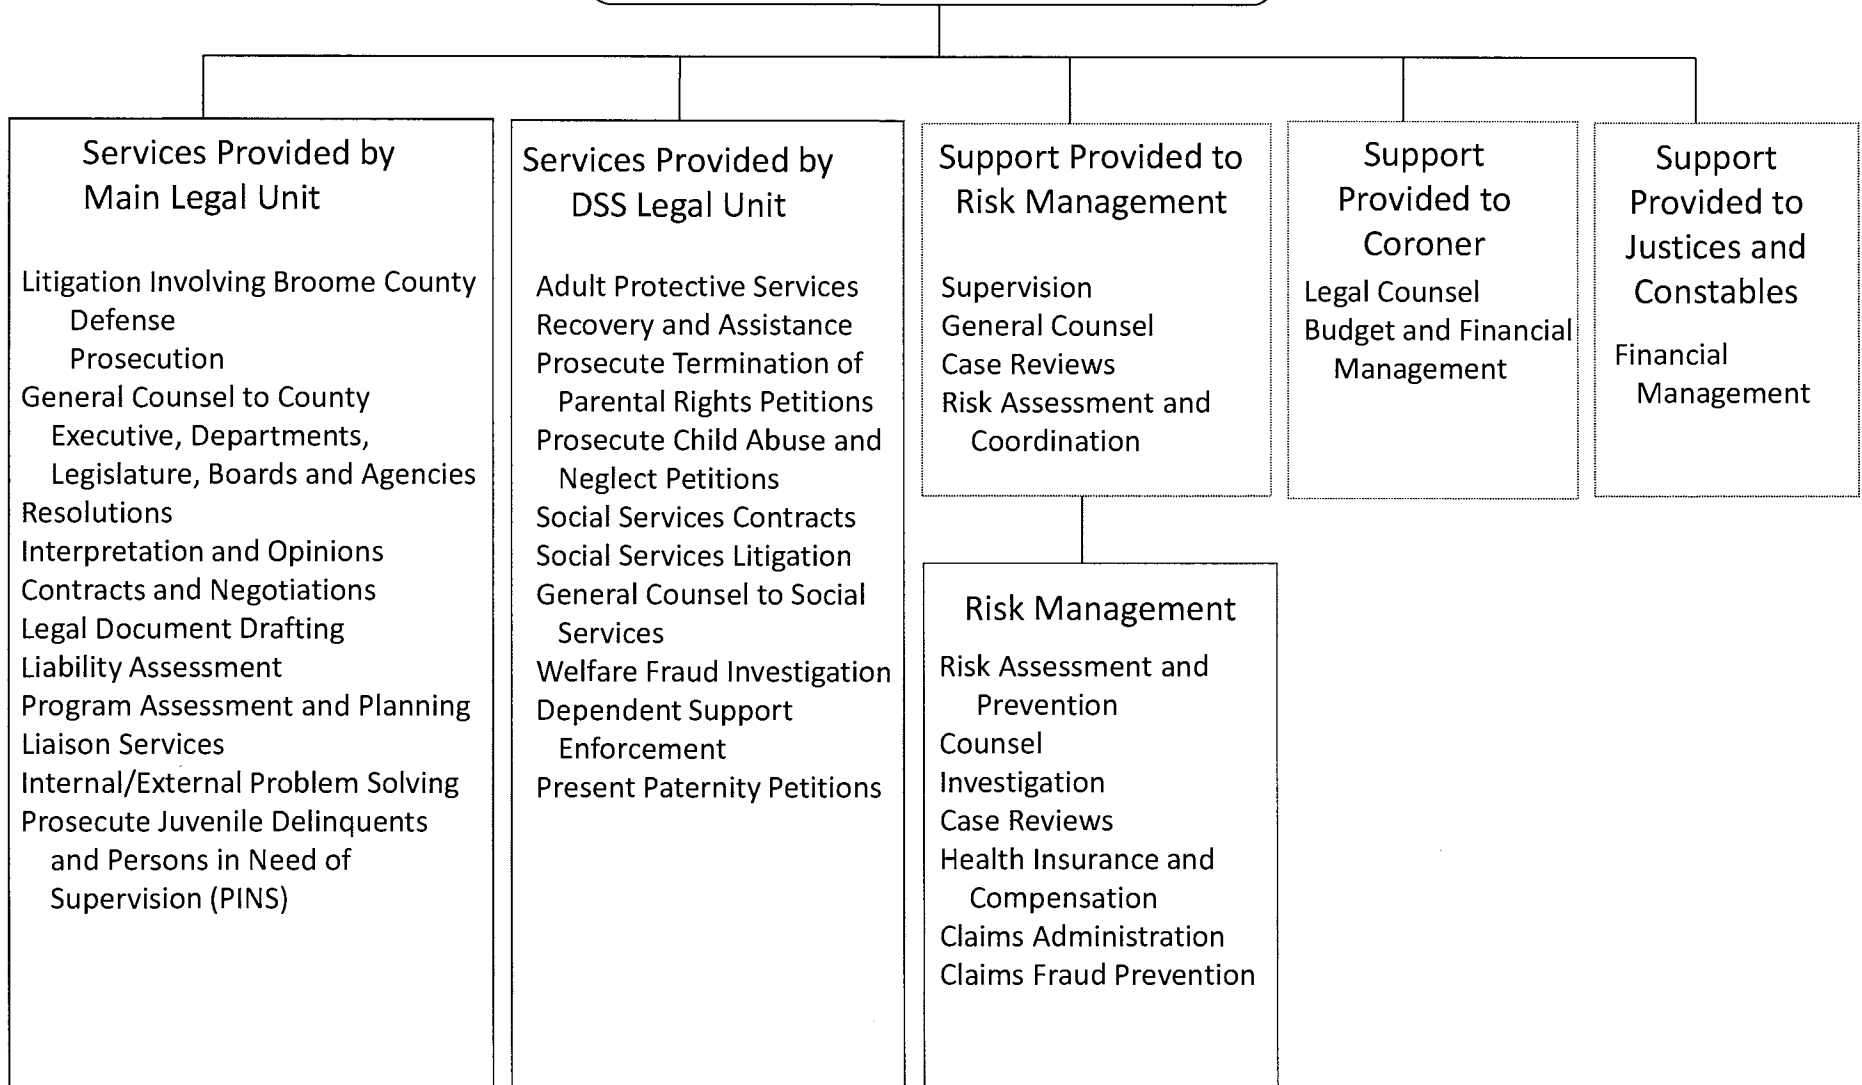 Services Provided by
Main Legal Unit
Litigation Involving Broome County
Defense
Prosecution
General Counsel to County
Executive, Departments,
Legislature, Boards and Agencies
Resolutions
Interpretation and Opinions
Contracts and Negotiations
Legal Document Drafting
Liability Assessment
Program Assessment and Planning
Liaison Services
Internal/External Problem Solving
Prosecute Juvenile Delinquents
and Persons in Need of
Supervision (PINS)
Services Provided by
DSS Legal Unit
Adult Protective Services
Recovery and Assistance
Prosecute Termination of
Parental Rights Petitions
Prosecute Child Abuse and
Neglect Petitions
Social Services Contracts
Social Services Litigation
General Counsel to Social
Services
Welfare Fraud Investigation
Dependent Support
Enforcement
Present Paternity Petitions
Support Provided to
Risk Management
Supervision
General Counsel
Case Reviews
Risk Assessment and
Coordination
Risk Management
Risk Assessment and
Prevention
Counsel
Investigation
Case Reviews
Health Insurance and
Compensation
Claims Administration
Claims Fraud Prevention
Support
Provided to
Coroner
Legal Counsel
Budget and Financial
Management
Support
Provided to
Justices and
Constables
Financial
Management